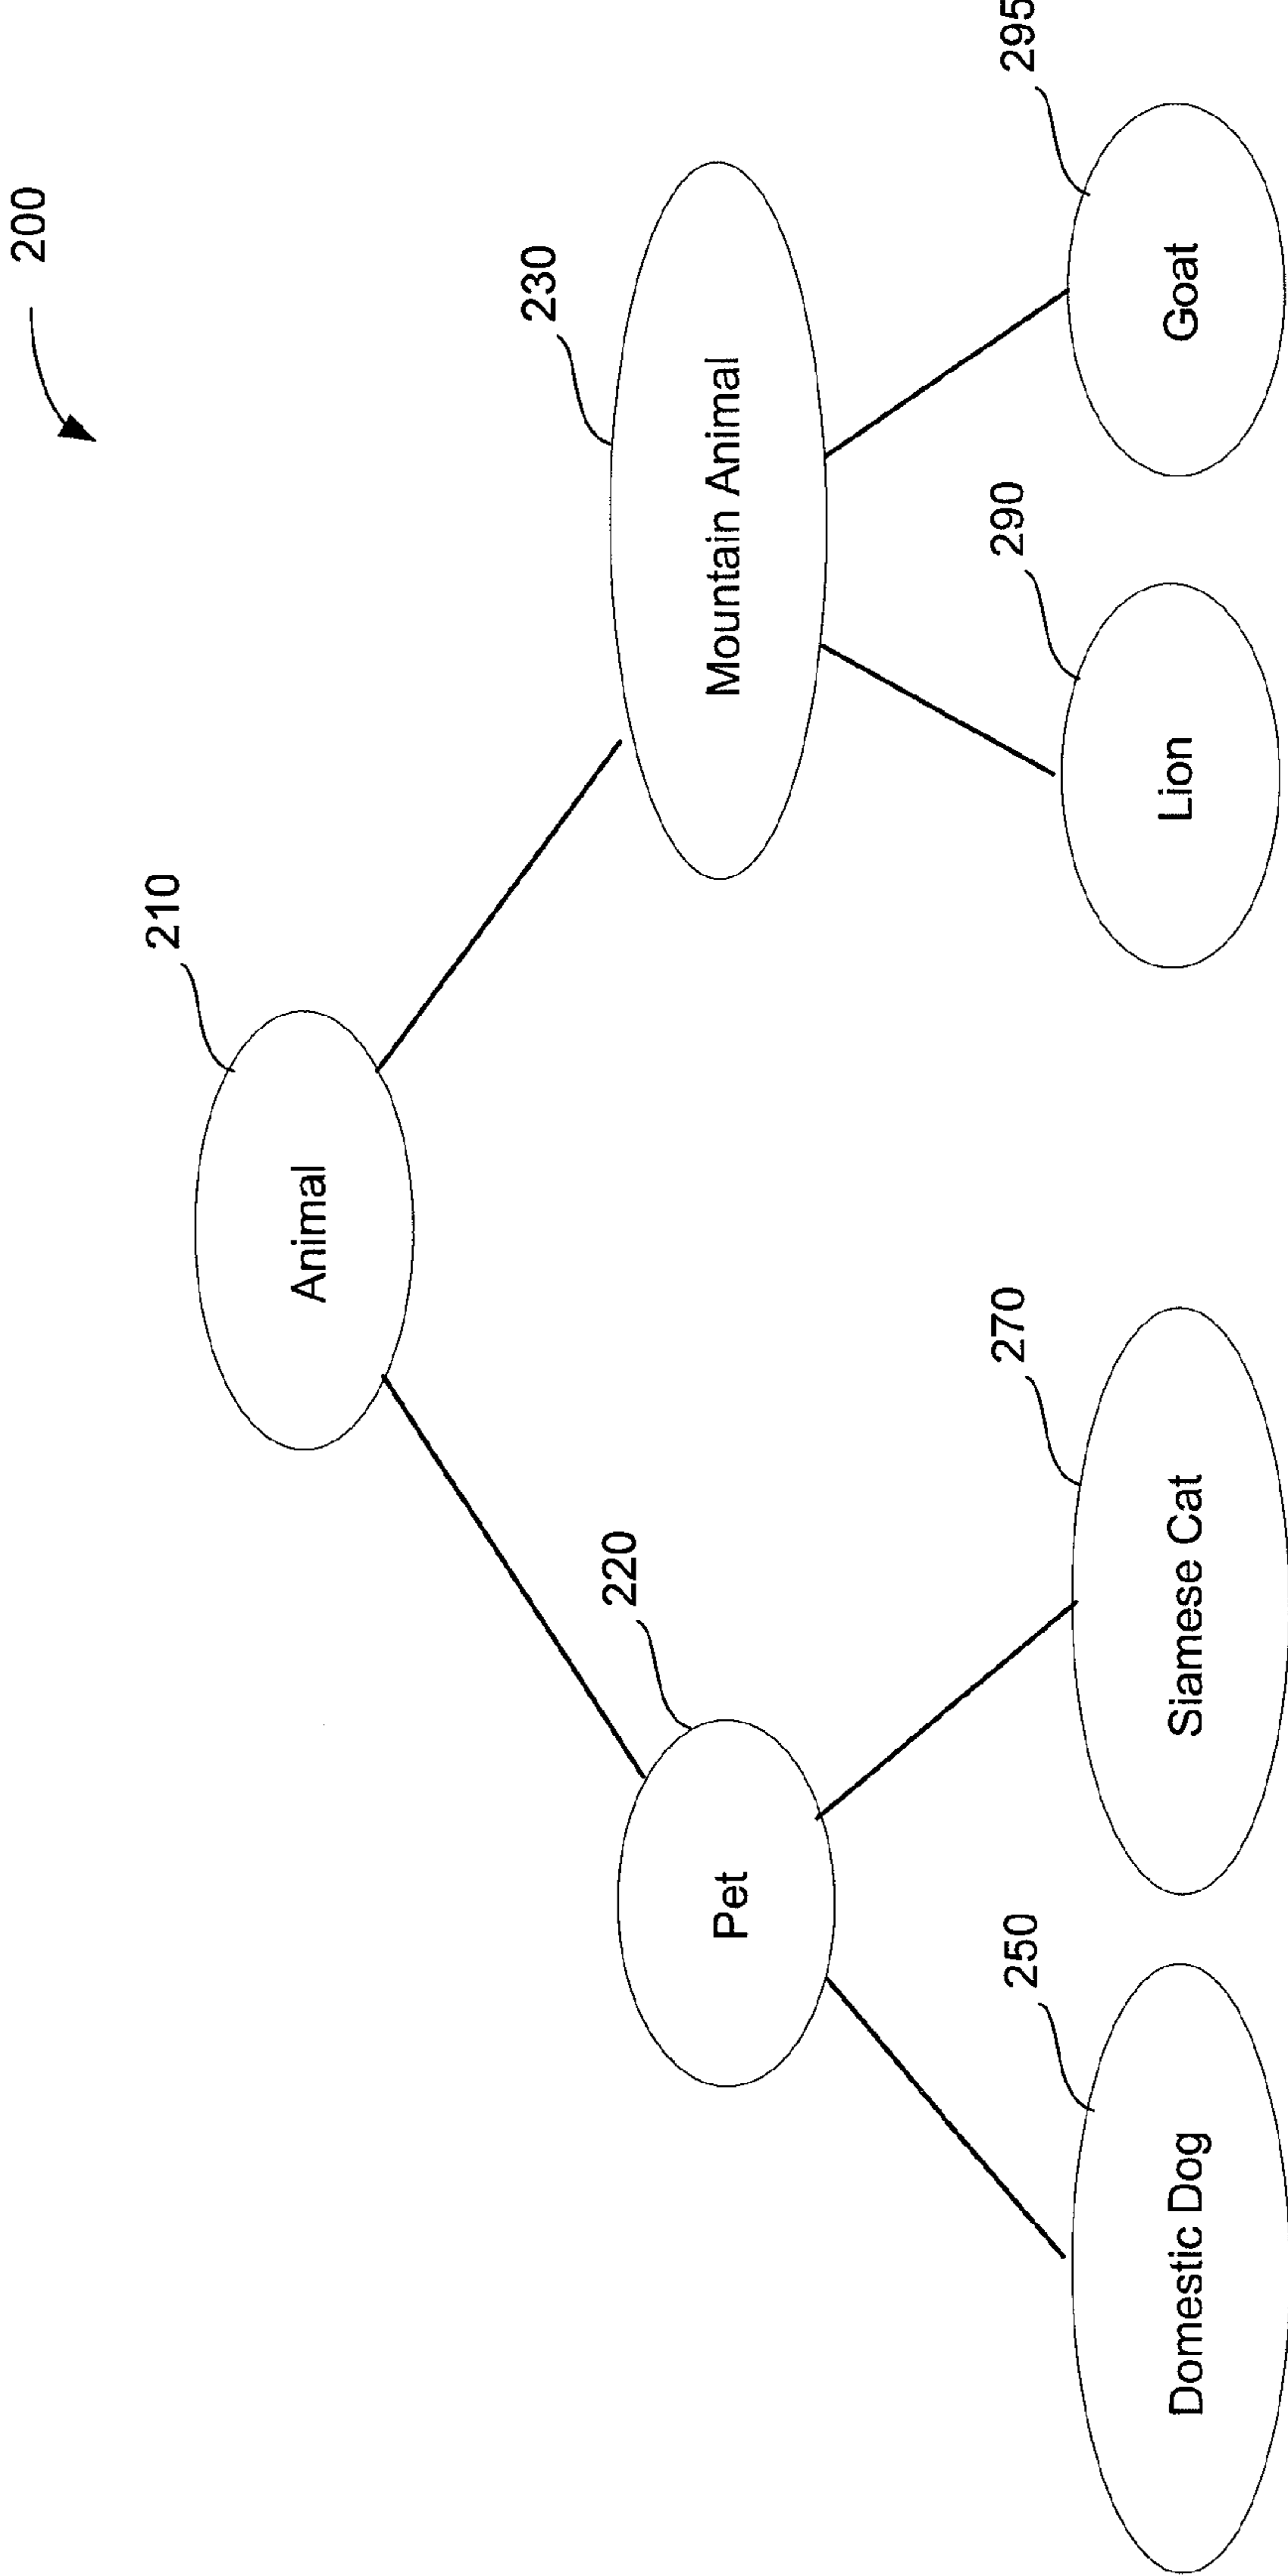 200
210
Animal
220
230
Pet
Mountain Animal
250
270
290
295
Domestic Dog
Siamese Cat
Lion
Goat